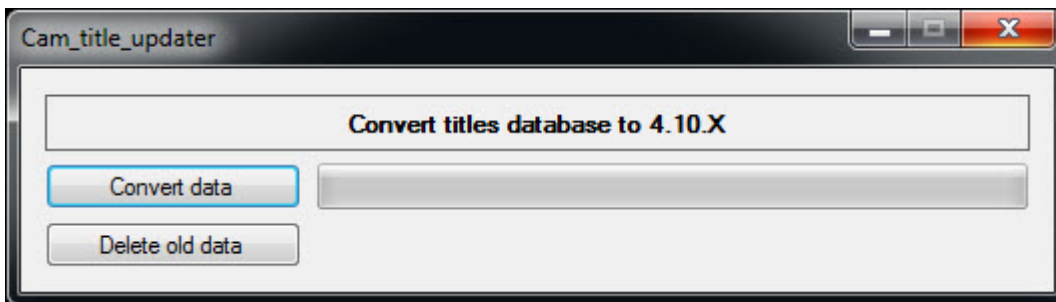 Cam_title_updater
Convert titles database to 4.10.X
Convert data
Delete old data